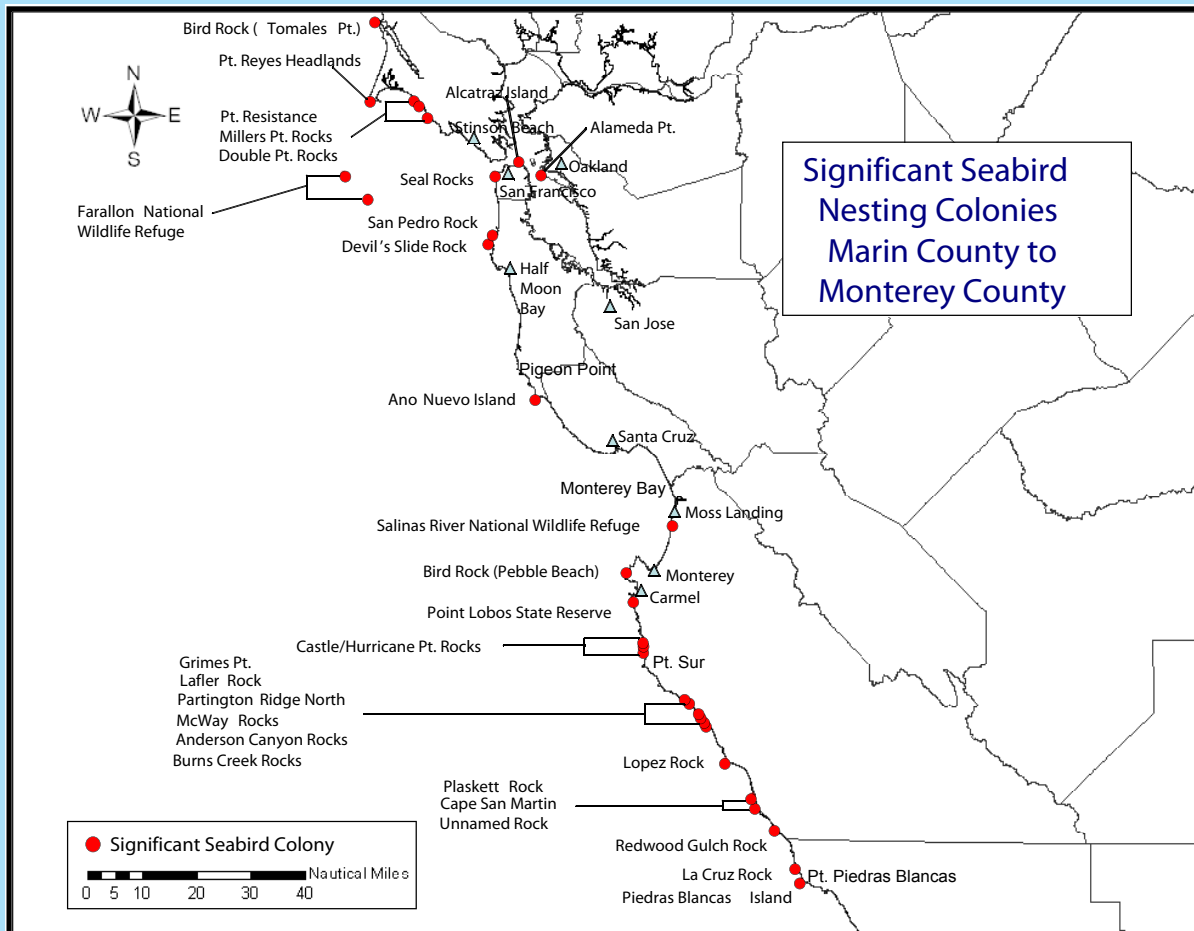 Bird Rock ( Tomales Pt.)
Pt. Reyes Headlands
N
W E
S
Alcatraz Island
Pt. Resistance
Millers Pt. Rocks
Double Pt. Rocks
Stinson Beach
Alameda Pt.
Oakland
Seal Rocks
San Francisco
Significant Seabird
Nesting Colonies
Marin County to
Monterey County
Farallon National
Wildlife Refuge
San Pedro Rock
Devil's Slide Rock
Half
Moon
Bay
San Jose
Pigeon Point
Ano Nuevo Island
Santa Cruz
Monterey Bay
Moss Landing
Salinas River National Wildlife Refuge
Bird Rock (Pebble Beach)
Monterey
Carmel
Point Lobos State Reserve
Castle/Hurricane Pt. Rocks
Pt. Sur
Grimes Pt.
Lafler Rock
Partington Ridge North
McWay Rocks
Anderson Canyon Rocks
Burns Creek Rocks
Lopez Rock
Plaskett Rock
Cape San Martin
Unnamed Rock
Redwood Gulch Rock
La Cruz Rock
Pt. Piedras Blancas
Piedras Blancas Island
Significant Seabird Colony
Nautical Miles
0 5 10 20 30 40